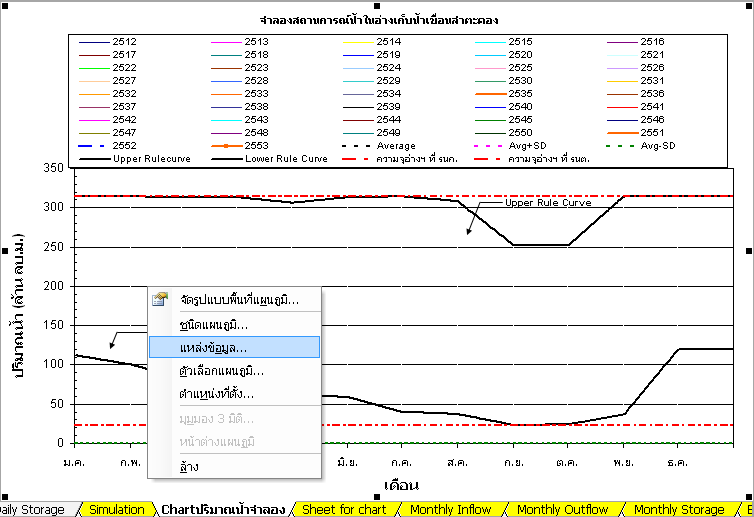 จำลองสถานการณ์น้ำในอ่างเก็บน้ำเขื่อนลำตะคอง
2512 2513 2514 2515 2516
2517 2518 2519 2520 2521
2522 2523 2524 2525 2526
2527 2528 2529 2530 2531
2532 2533 2534 2535 2536
2537 2538 2539 2540 2541
2542 2543 2544 2545 2546
2547 2548 2549 2550 2551
2552 2553 Average Avg+SD Avg-SD
Upper Rulecurve Lower Rule Curve ความจุอ่างฯ ที่ รนก. ความจุอ่างฯ ที่ รนต.
350
300
Upper Rule Curve
250
200
150
100
50
0
ปริมาณน้ำ (ล้าน ลบ.ม.)
จัดรูปแบบพื้นที่แผนภูมิ...
ชนิดแผนภูมิ...
แหล่งข้อมูล...
ตัวเลือกแผนภูมิ...
ตำแหน่งที่ตั้ง...
มุมมอง 3 มิติ...
หน้าต่างแผนภูมิ
ล้าง
ม.ค. ก.พ. มิ.ย. ก.ค. ส.ค. ก.ย. ต.ค. พ.ย. ธ.ค.
เดือน
aily Storage Simulation Chartปริมาณน้ำจำลอง Sheet for chart Monthly Inflow Monthly Outflow Monthly Storage